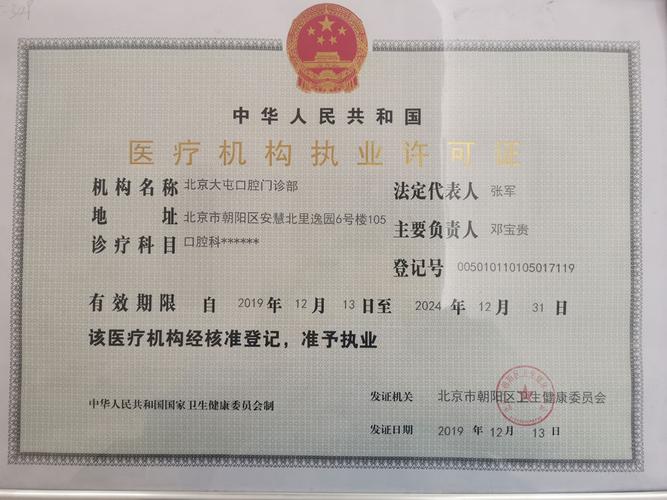 中华人民共和国
医疗机构执业许可证
机构名称 北京大屯口腔门诊部
法定代表人 张军
地 址 北京市朝阳区安慧北里逸园6号楼105
主要负责人 邓宝贵
诊疗科目 口腔科******
登记号 005010110105017119
有效期限 自 2019 年 12 月 13 日至 2024 年 12 月 31 日
该医疗机构经核准登记，准予执业
中华人民共和国国家卫生健康委员会制
发证机关 北京市朝阳区卫生健康委员会
发证日期 2019 年 12 月 13 日